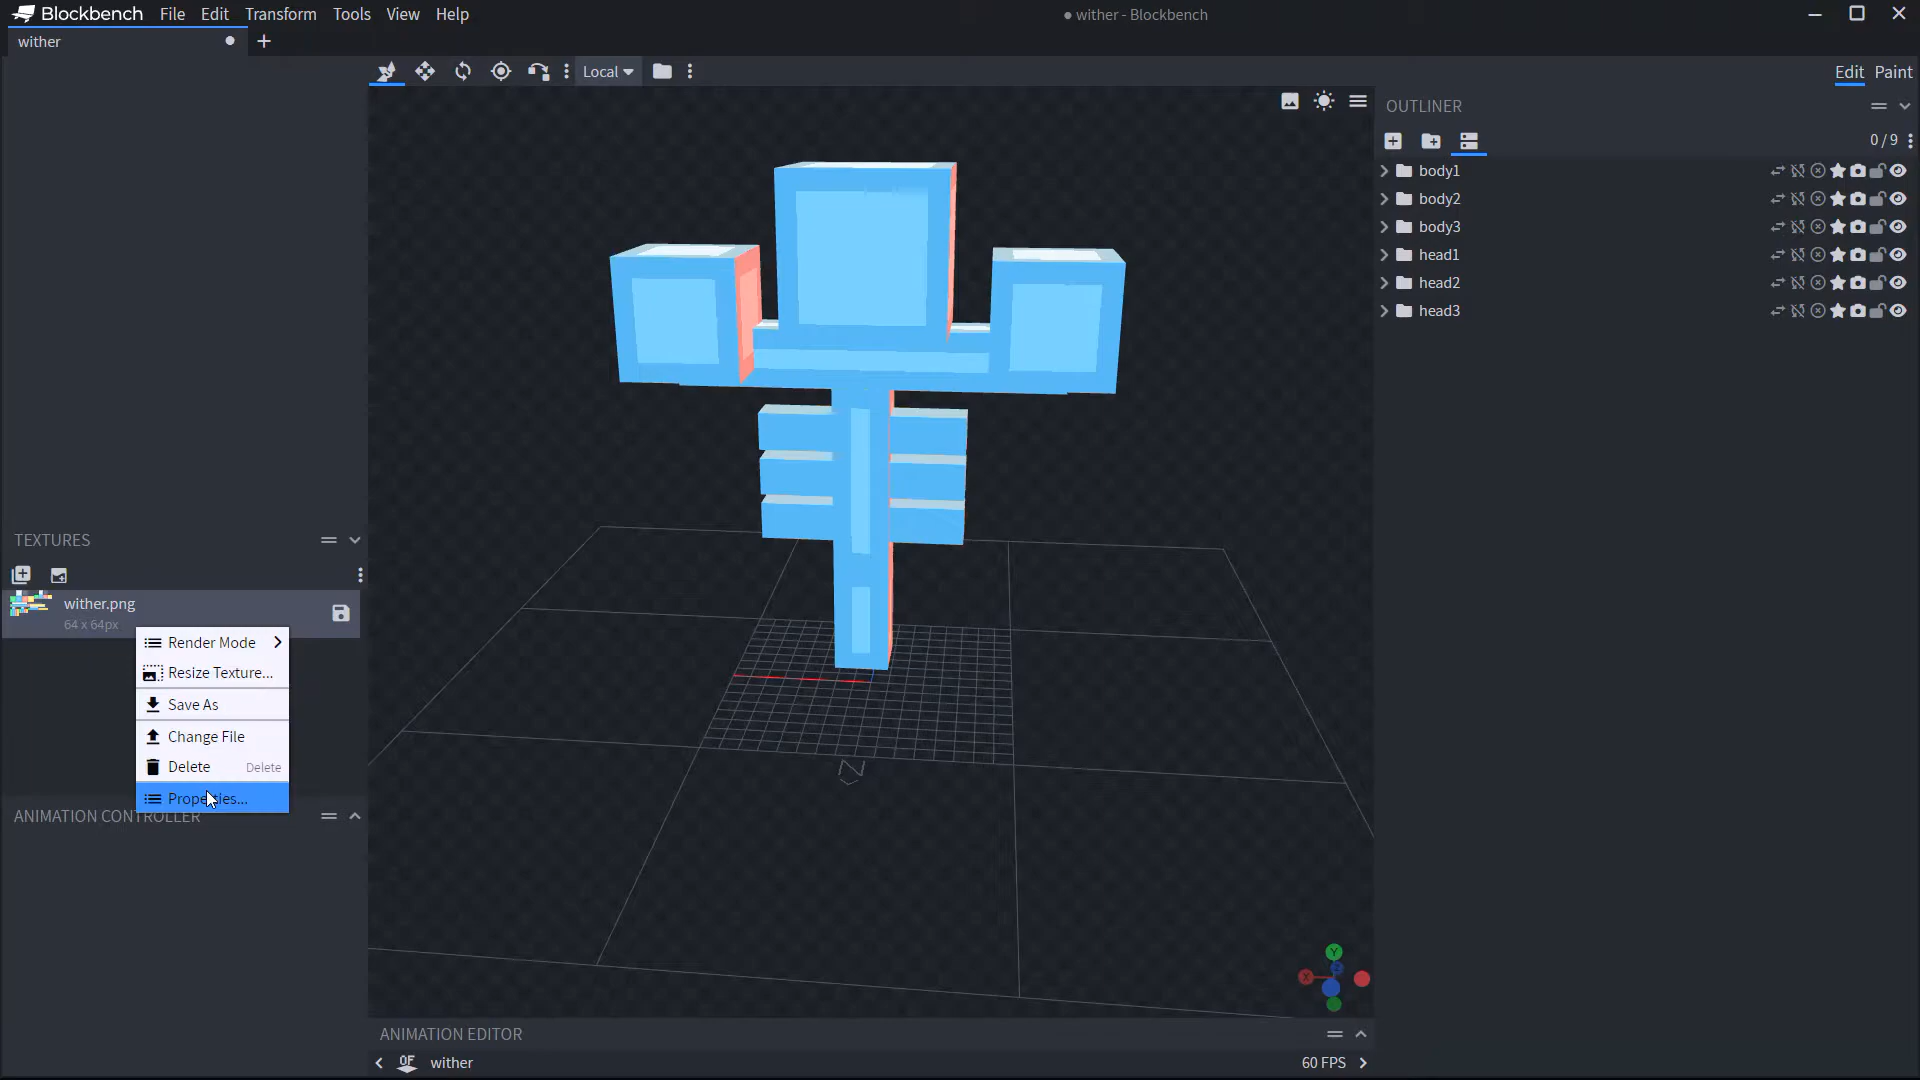 Blockbench File Edit Transform Tools View Help
● wither - Blockbench
wither
Local
Edit Paint
OUTLINER
0 / 9
body1
body2
body3
head1
head2
head3
TEXTURES
wither.png
64 x 64px
Render Mode
Resize Texture...
Save As
Change File
Delete Delete
Properties...
ANIMATION CONTROLLER
N
Y
X
Z
ANIMATION EDITOR
OF wither
60 FPS